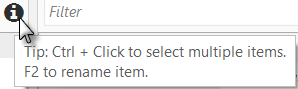 Filter
Tip: Ctrl + Click to select multiple items.
F2 to rename item.